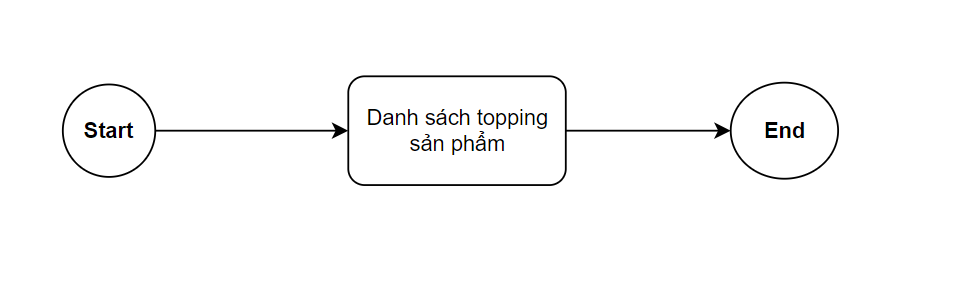 Start
Danh sách topping
sản phẩm
End